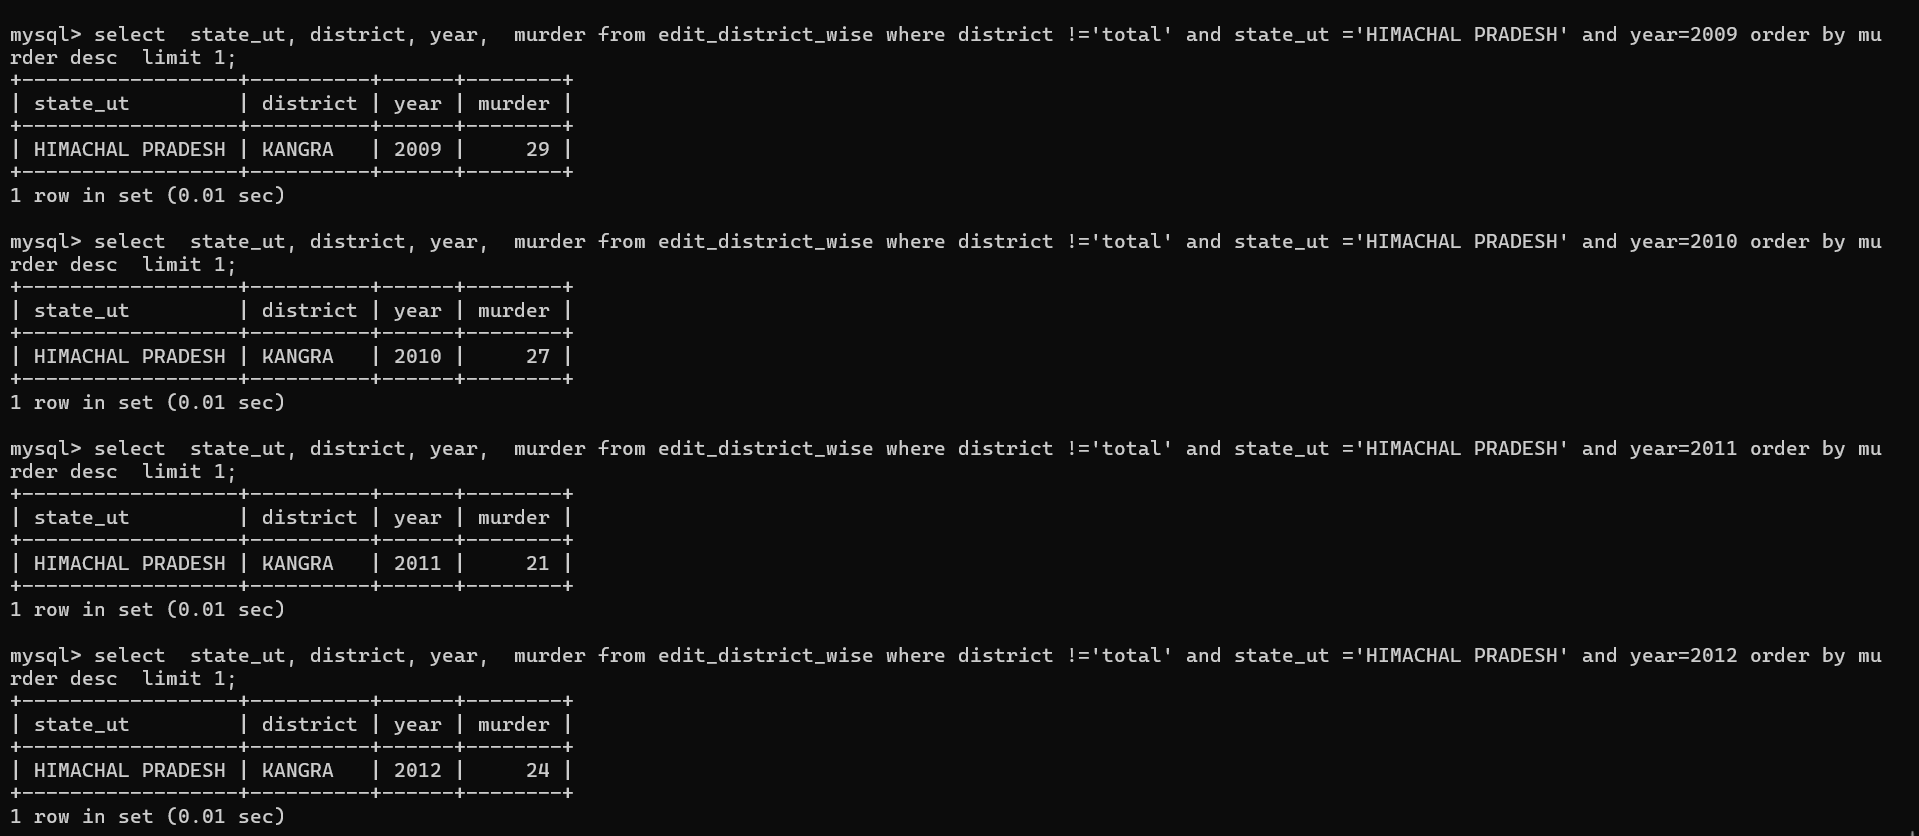 mysql> select  state_ut, district, year,  murder from edit_district_wise where district !='total' and state_ut ='HIMACHAL PRADESH' and year=2009 order by mu
rder desc  limit 1;
+------------------+----------+------+--------+
| state_ut         | district | year | murder |
+------------------+----------+------+--------+
| HIMACHAL PRADESH | KANGRA   | 2009 |     29 |
+------------------+----------+------+--------+
1 row in set (0.01 sec)

mysql> select  state_ut, district, year,  murder from edit_district_wise where district !='total' and state_ut ='HIMACHAL PRADESH' and year=2010 order by mu
rder desc  limit 1;
+------------------+----------+------+--------+
| state_ut         | district | year | murder |
+------------------+----------+------+--------+
| HIMACHAL PRADESH | KANGRA   | 2010 |     27 |
+------------------+----------+------+--------+
1 row in set (0.01 sec)

mysql> select  state_ut, district, year,  murder from edit_district_wise where district !='total' and state_ut ='HIMACHAL PRADESH' and year=2011 order by mu
rder desc  limit 1;
+------------------+----------+------+--------+
| state_ut         | district | year | murder |
+------------------+----------+------+--------+
| HIMACHAL PRADESH | KANGRA   | 2011 |     21 |
+------------------+----------+------+--------+
1 row in set (0.01 sec)

mysql> select  state_ut, district, year,  murder from edit_district_wise where district !='total' and state_ut ='HIMACHAL PRADESH' and year=2012 order by mu
rder desc  limit 1;
+------------------+----------+------+--------+
| state_ut         | district | year | murder |
+------------------+----------+------+--------+
| HIMACHAL PRADESH | KANGRA   | 2012 |     24 |
+------------------+----------+------+--------+
1 row in set (0.01 sec)